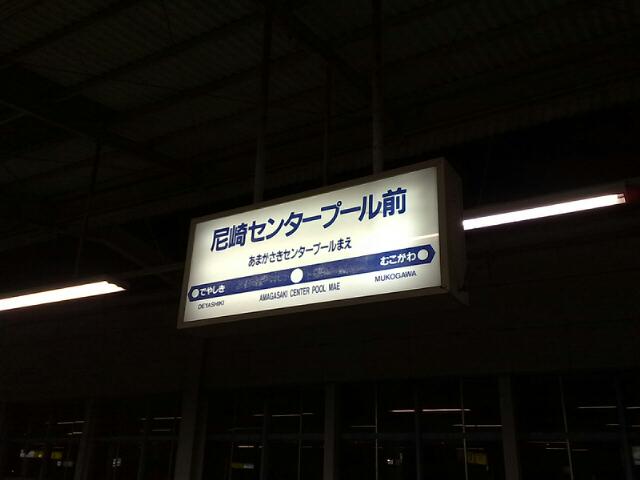 尼崎センタープール前
あまがさきセンタープールまえ
でやしき
むこがわ
DEYASHIKI
AMAGASAKI CENTER POOL MAE
MUKOGAWA